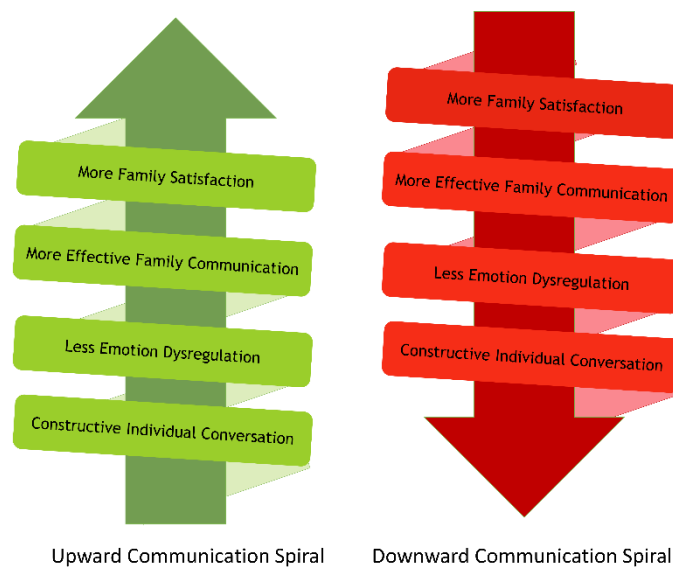 More Family Satisfaction
More Effective Family Communication
Less Emotion Dysregulation
Constructive Individual Conversation
Upward Communication Spiral
More Family Satisfaction
More Effective Family Communication
Less Emotion Dysregulation
Constructive Individual Conversation
Downward Communication Spiral